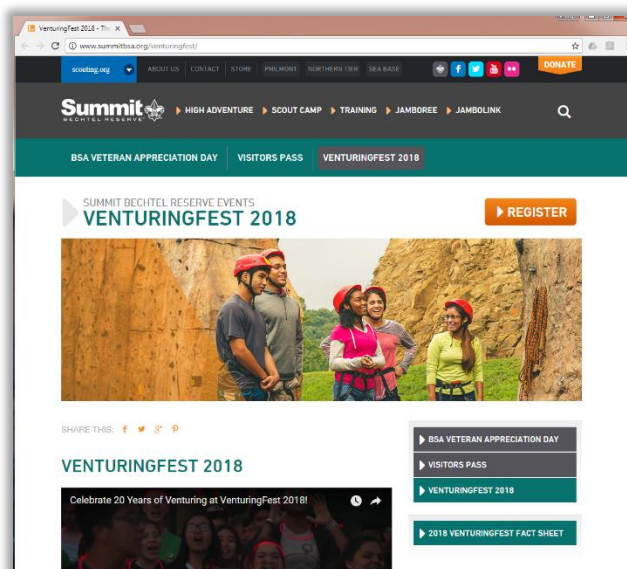 VenturingFest 2018 - The
www.summitbsa.org/venturingfest/
scouting.org ABOUT US CONTACT STORE PHILMONT NORTHERN TIER SEA BASE DONATE
Summit HIGH ADVENTURE SCOUT CAMP TRAINING JAMBOREE JAMBOLINK
BECHTEL RESERVE
BSA VETERAN APPRECIATION DAY VISITORS PASS VENTURINGFEST 2018
SUMMIT BECHTEL RESERVE EVENTS
VENTURINGFEST 2018
REGISTER
SHARE THIS:
BSA VETERAN APPRECIATION DAY
VISITORS PASS
VENTURINGFEST 2018
2018 VENTURINGFEST FACT SHEET
VENTURINGFEST 2018
Celebrate 20 Years of Venturing at VenturingFest 2018!